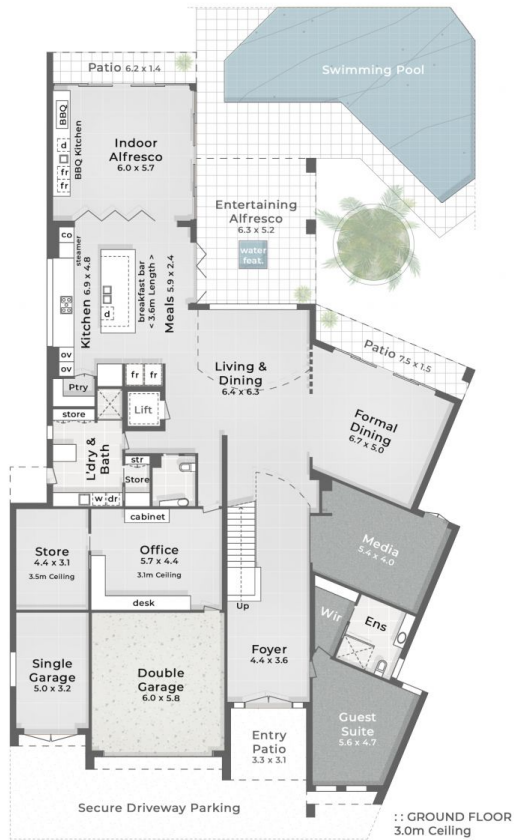 Patio 6.2 x 1.4
Swimming Pool
BBQ
BBQ Kitchen
d
fr
fr
Indoor
Alfresco
6.0 x 5.7
Entertaining
Alfresco
6.3 x 5.2
water
feat.
co
steamer
Kitchen 6.9 x 4.8
d
breakfast bar
< 3.6m Length >
Meals 5.9 x 2.4
ov
ov
Ptry
fr fr
Living &
Dining
6.4 x 6.3
Patio 7.5 x 1.5
Formal
Dining
6.7 x 5.0
store
Lift
L'dry &
Bath
str
Store
w dr
cabinet
Store
4.4 x 3.1
3.5m Ceiling
Office
5.7 x 4.4
3.1m Ceiling
desk
Up
Media
5.4 x 4.0
Wir
Ens
Foyer
4.4 x 3.6
Single
Garage
5.0 x 3.2
Double
Garage
6.0 x 5.8
Guest
Suite
5.6 x 4.7
Entry
Patio
3.3 x 3.1
Secure Driveway Parking
:: GROUND FLOOR
3.0m Ceiling